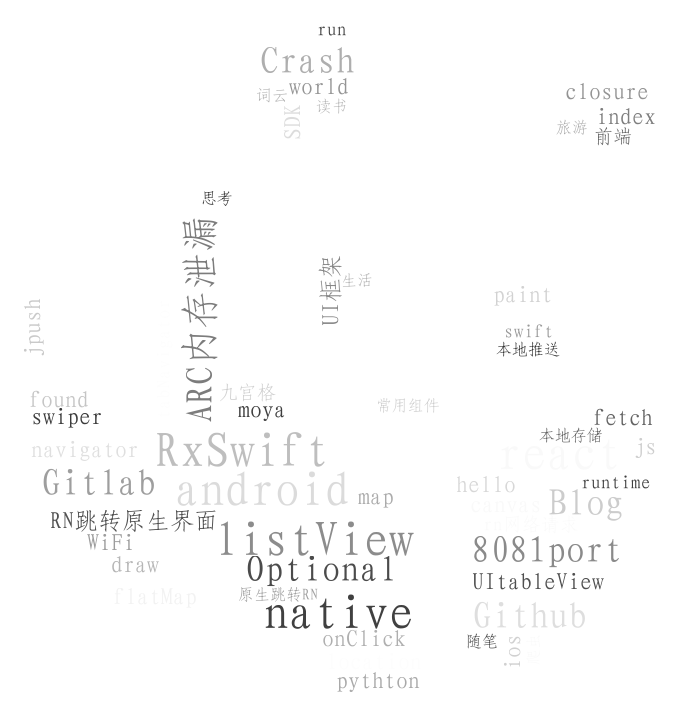 run
Crash
world
词云
读书
SDK
closure
index
旅游
前端
思考
ARC内存泄漏
UI框架
生活
paint
jpush
swift
本地推送
九官格
found
swiper
moya
常用组件
fetch
本地存储
js
navigator
RxSwift
react
Gitlab
android
map
hello
runtime
canvas
Blog
RN跳转原生界面
WiFi
listView
8081port
draw
Optional
UItableView
flatMap
原生跳转RN
native
Github
onClick
随笔
ios
pythton